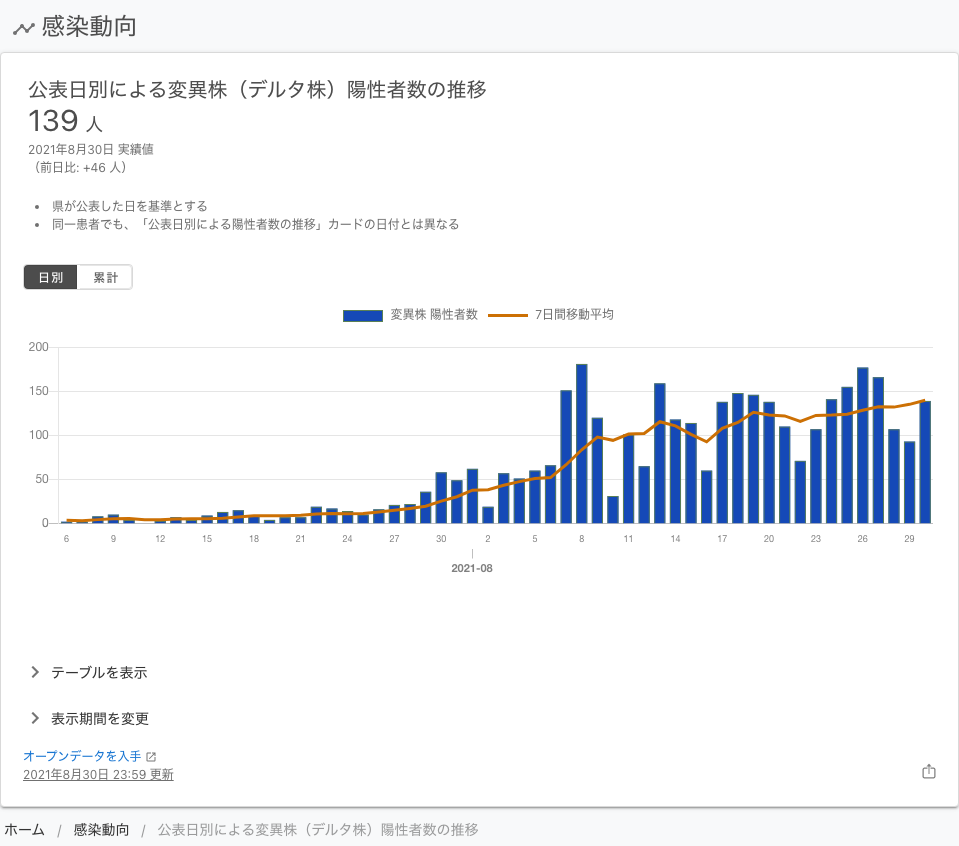 感染動向
公表日別による変異株（デルタ株）陽性者数の推移
139 人
2021年8月30日 実績値
（前日比: +46 人）
県が公表した日を基準とする
同一患者でも、「公表日別による陽性者数の推移」カードの日付とは異なる
日別 累計
変異株 陽性者数 7日間移動平均
200
150
100
50
0
6 9 12 15 18 21 24 27 30 2 5 8 11 14 17 20 23 26 29
2021-08
テーブルを表示
表示期間を変更
オープンデータを入手
2021年8月30日 23:59 更新
ホーム / 感染動向 / 公表日別による変異株（デルタ株）陽性者数の推移